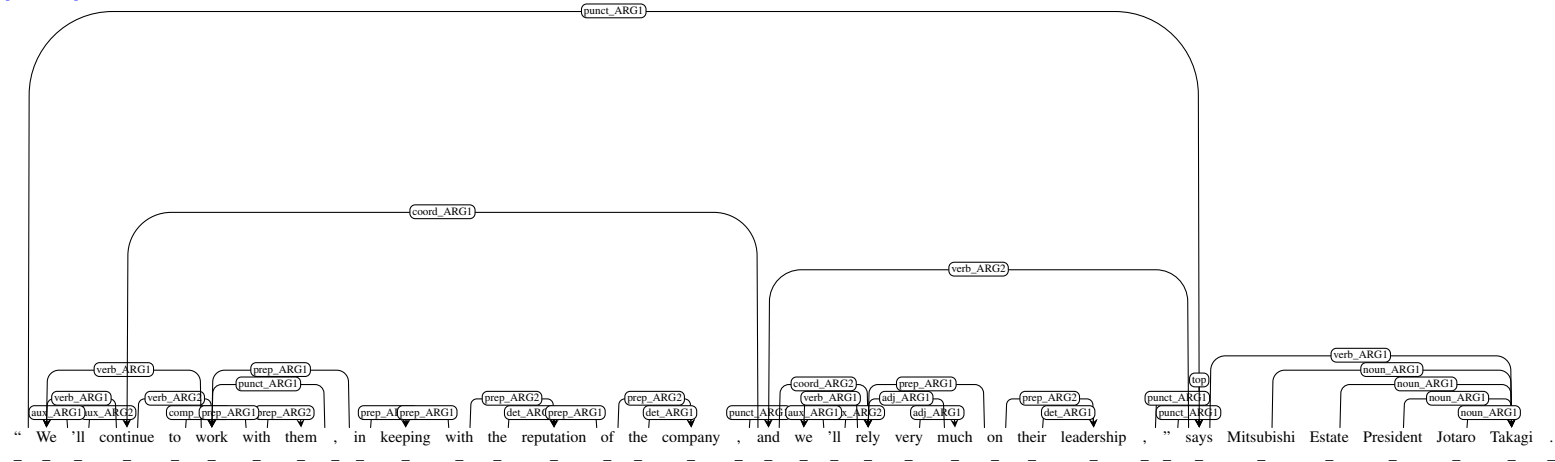 punct_ARG1
coord_ARG1
verb_ARG2
verb_ARG1
verb_ARG1 prep_ARG1 noun_ARG1
top
punct_ARG1 coord_ARG2 prep_ARG1 noun_ARG1
verb_ARG1 verb_ARG2 prep_ARG2 prep_ARG2 verb_ARG1 adj_ARG1 prep_ARG2 punct_ARG1 noun_ARG1
aux_ARG1 aux_ARG2 prep_ARG1 prep_ARG2 prep_ARG1 prep_ARG1 det_ARG1 aux_ARG1 adj_ARG1 det_ARG1 punct_ARG1 noun_ARG1
“ We ’ll continue to work with them , in keeping with the reputation of the company , and we ’ll rely very much on their leadership , ” says Mitsubishi Estate President Jotaro Takagi .